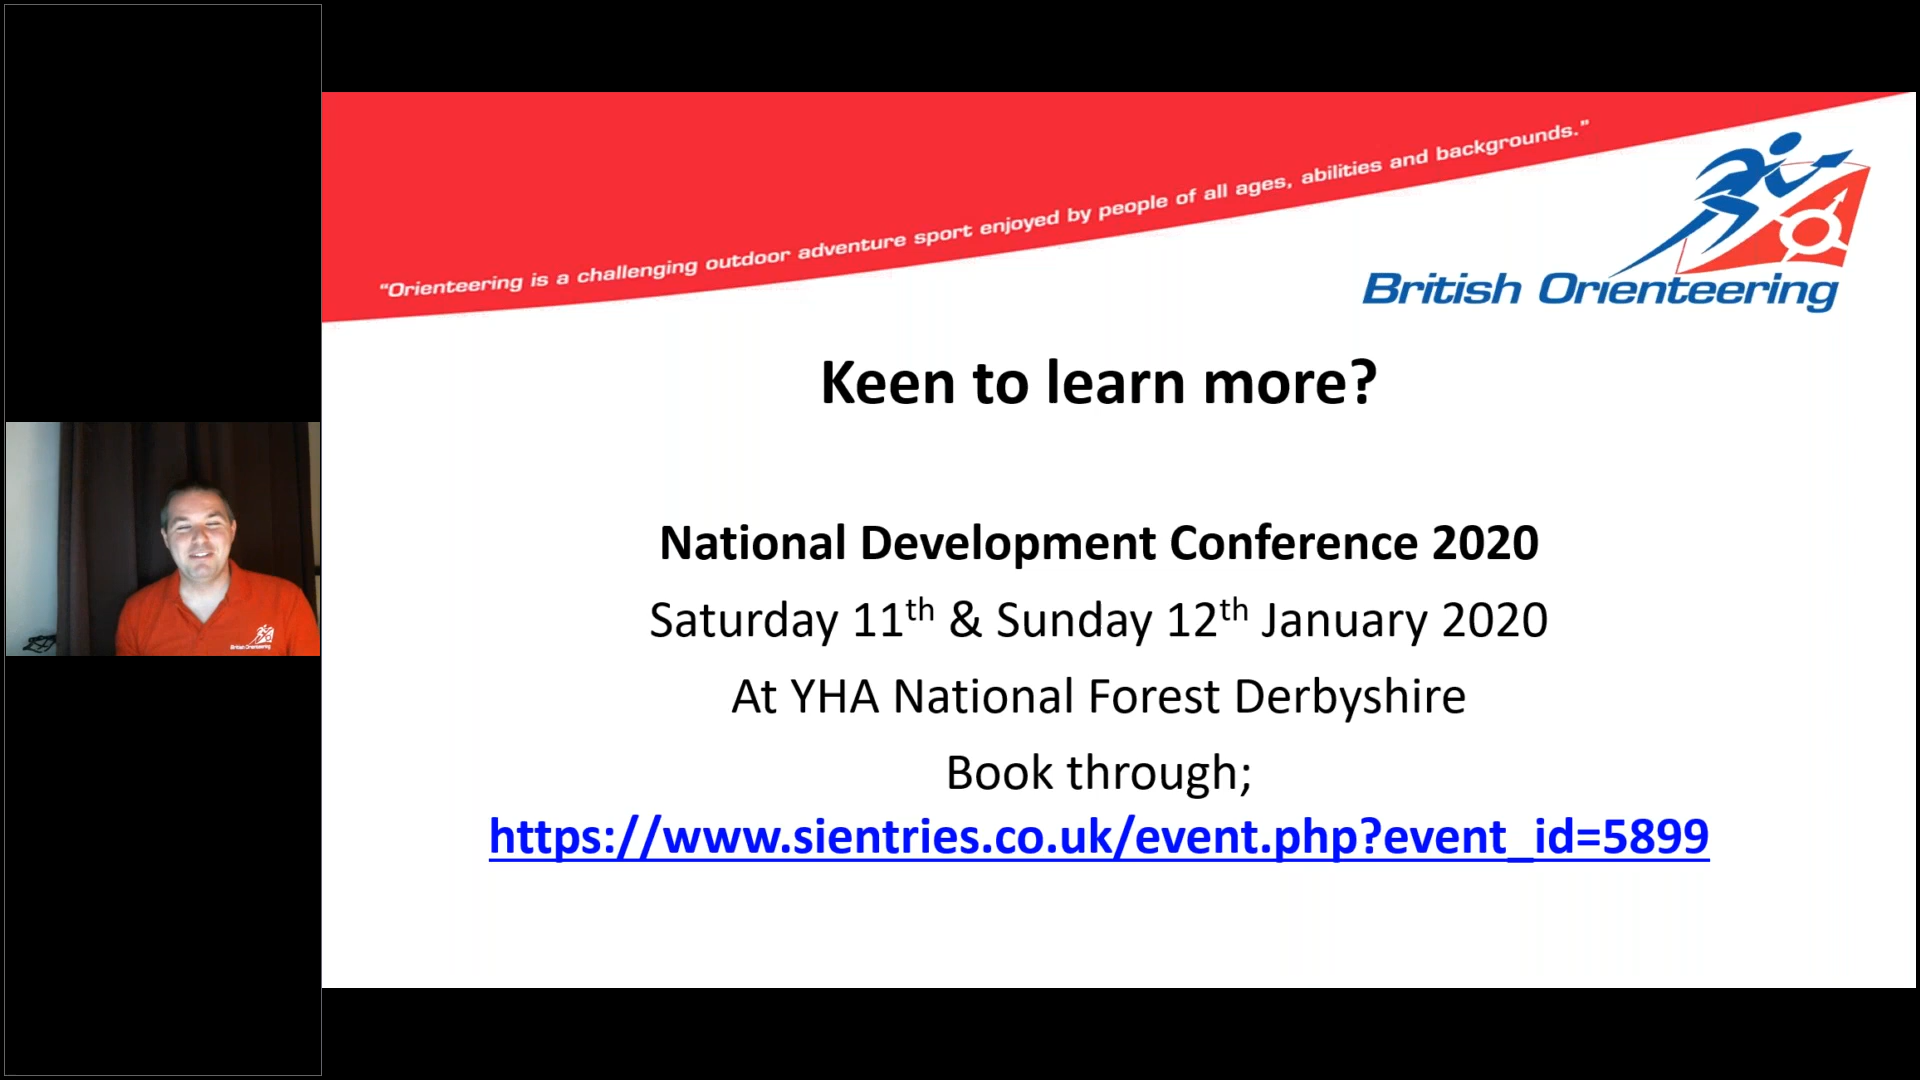 “Orienteering is a challenging outdoor adventure sport enjoyed by people of all ages, abilities and backgrounds.”
British Orienteering
Keen to learn more?
National Development Conference 2020
Saturday 11th & Sunday 12th January 2020
At YHA National Forest Derbyshire
Book through;
https://www.sientries.co.uk/event.php?event_id=5899
British Orienteering